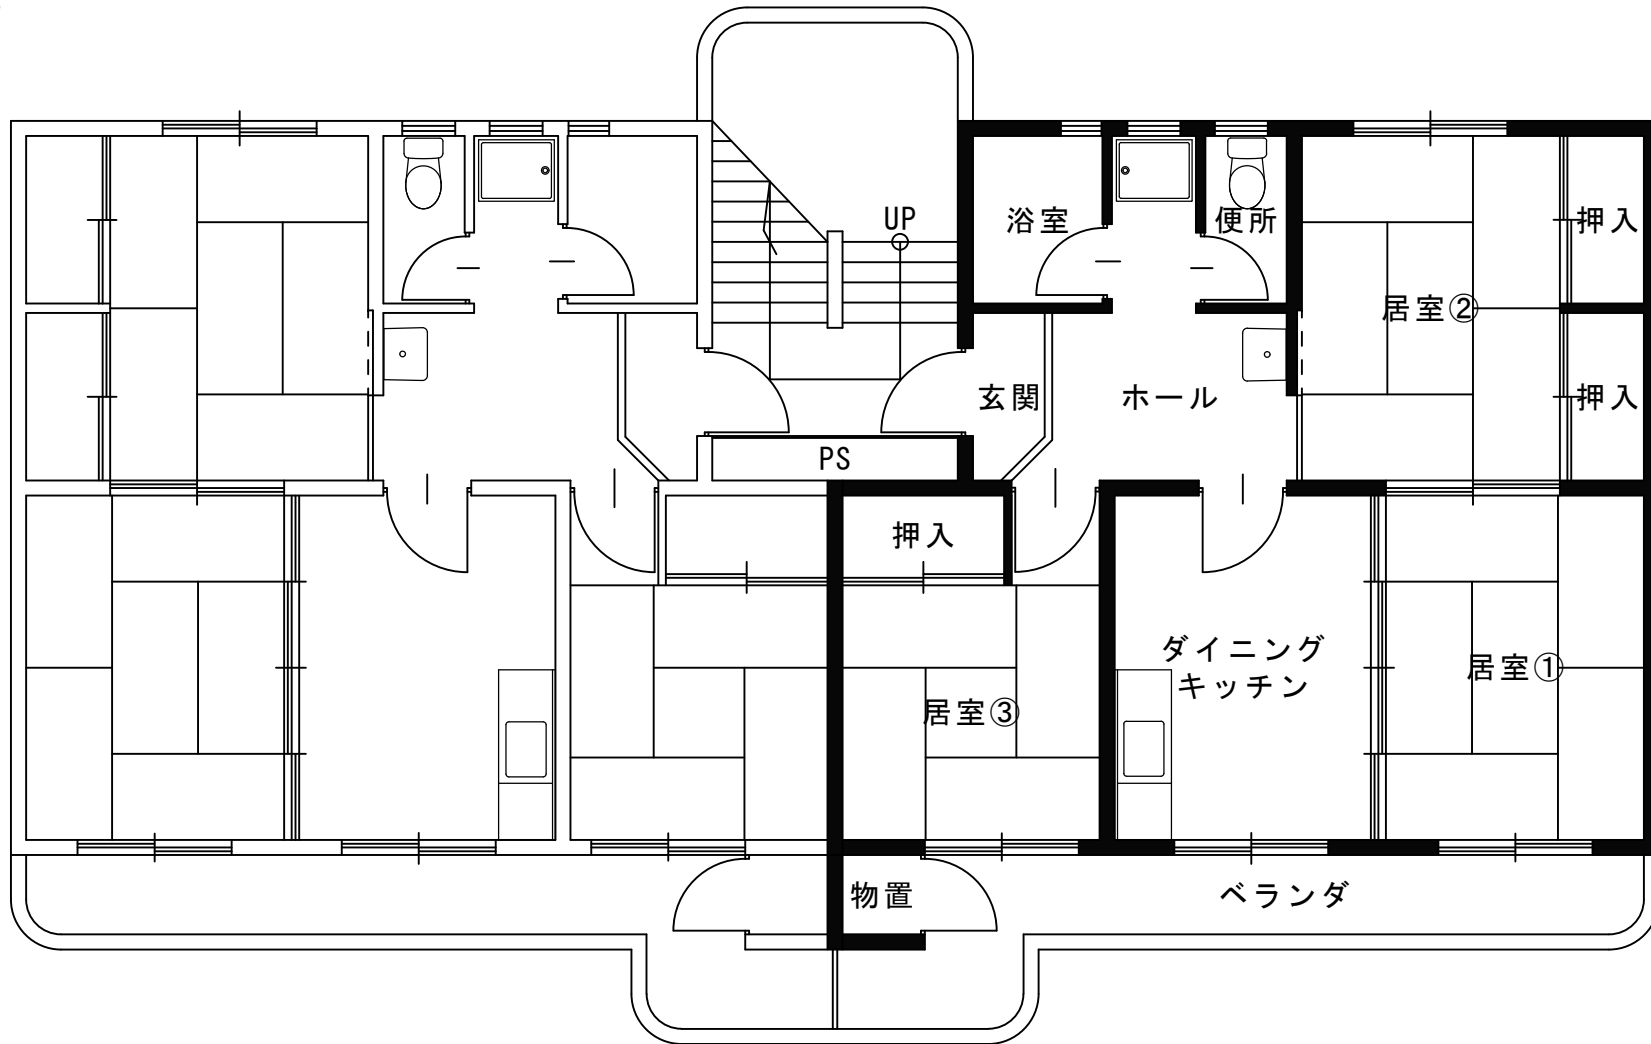 UP
浴室
便所
押入
居室②
玄関
ホール
押入
PS
押入
ダイニング
キッチン
居室①
居室③
物置
ベランダ